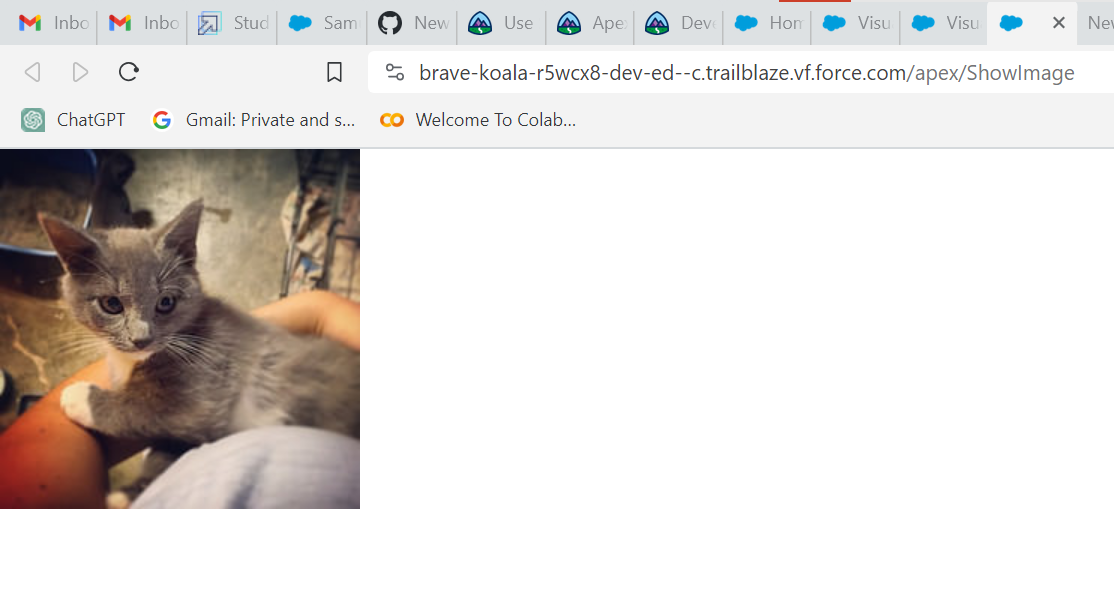 Inbo Inbo Stud Sam New Use Apex Deve Hom Visu Visu New
brave-koala-r5wcx8-dev-ed--c.trailblaze.vf.force.com/apex/ShowImage
ChatGPT Gmail: Private and s... Welcome To Colab...